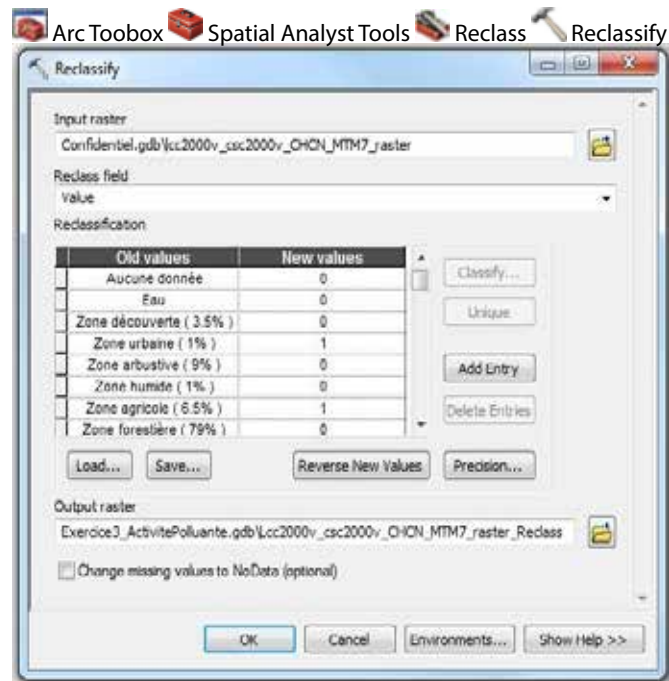 Arc Toobox Spatial Analyst Tools Reclass Reclassify
Reclassify
Input raster
Confidentiel.gdb\lcc2000v_csc2000v_CHCN_MTM7_raster
Reclass field
Value
Reclassification
Old values New values
Aucune donnée 0
Eau 0
Zone découverte ( 3.5% ) 0
Zone urbaine ( 1% ) 1
Zone arbustive ( 9% ) 0
Zone humide ( 1% ) 0
Zone agricole ( 6.5% ) 1
Zone forestière ( 79% ) 0
Classify...
Unique
Add Entry
Delete Entries
Load... Save... Reverse New Values Precision...
Output raster
Exercice3_ActivitePolluante.gdb\Lcc2000v_csc2000v_CHCN_MTM7_raster_Reclass
Change missing values to NoData (optional)
OK Cancel Environments... Show Help >>